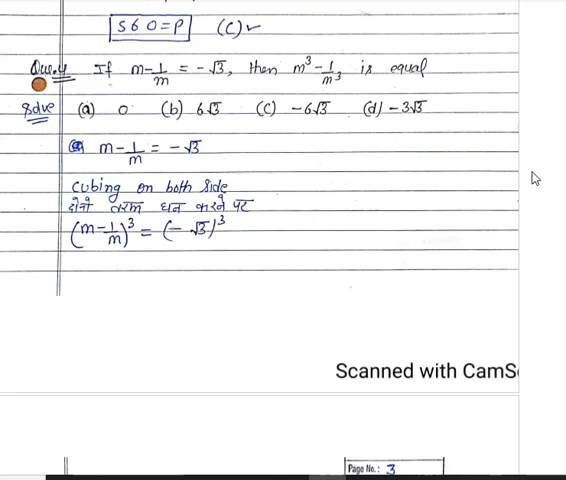 560=P (C)✓
Que.4 If m-1/m = -√3, then m³-1/m³ is equal
Solve (a) 0 (b) 6√3 (C) -6√3 (d) -3√3
m-1/m = -√3
Cubing on both side
दोनो तरफ घन करने पर
(m-1/m)³ = (-√3)³
Scanned with CamS
Page No.: 3